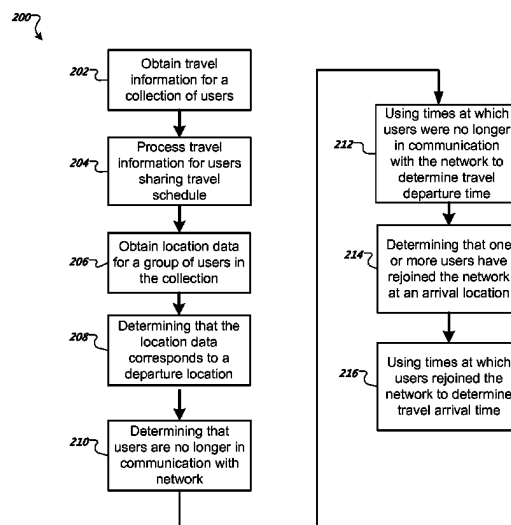 200
202
Obtain travel
information for a
collection of users
204
Process travel
information for users
sharing travel
schedule
206
Obtain location data
for a group of users in
the collection
208
Determining that the
location data
corresponds to a
departure location
210
Determining that
users are no longer in
communication with
network
212
Using times at which
users were no longer
in communication
with the network to
determine travel
departure time
214
Determining that one
or more users have
rejoined the network
at an arrival location
216
Using times at which
users rejoined the
network to determine
travel arrival time